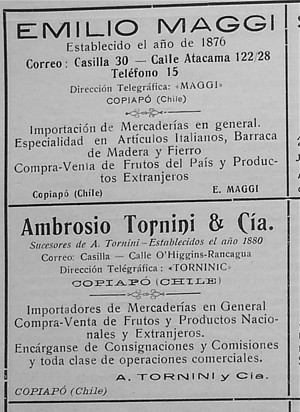 EMILIO MAGGI
Establecido el año de 1876
Correo: Casilla 30 — Calle Atacama 122/28
Teléfono 15
Dirección Telegráfica: «MAGGI»
COPIAPÓ (Chile)
Importación de Mercaderías en general.
Especialidad en Artículos Italianos, Barraca
de Madera y Fierro
Compra-Venta de Frutos del País y Produc-
tos Extranjeros
Copiapó (Chile) E. MAGGI
Ambrosio Tornini & Cía.
Sucesores de A. Tornini—Establecidos el año 1880
Correo: Casilla — Calle O'Higgins-Rancagua
Dirección Telégráfica: «TORNINIC»
COPIAPÓ (CHILE)
Importadores de Mercaderías en General
Compra-Venta de Frutos y Productos Nacio-
nales y Extranjeros.
Encárganse de Consignaciones y Comisiones
y toda clase de operaciones comerciales.
A. TORNINI y Cía.
COPIAPÓ (Chile)